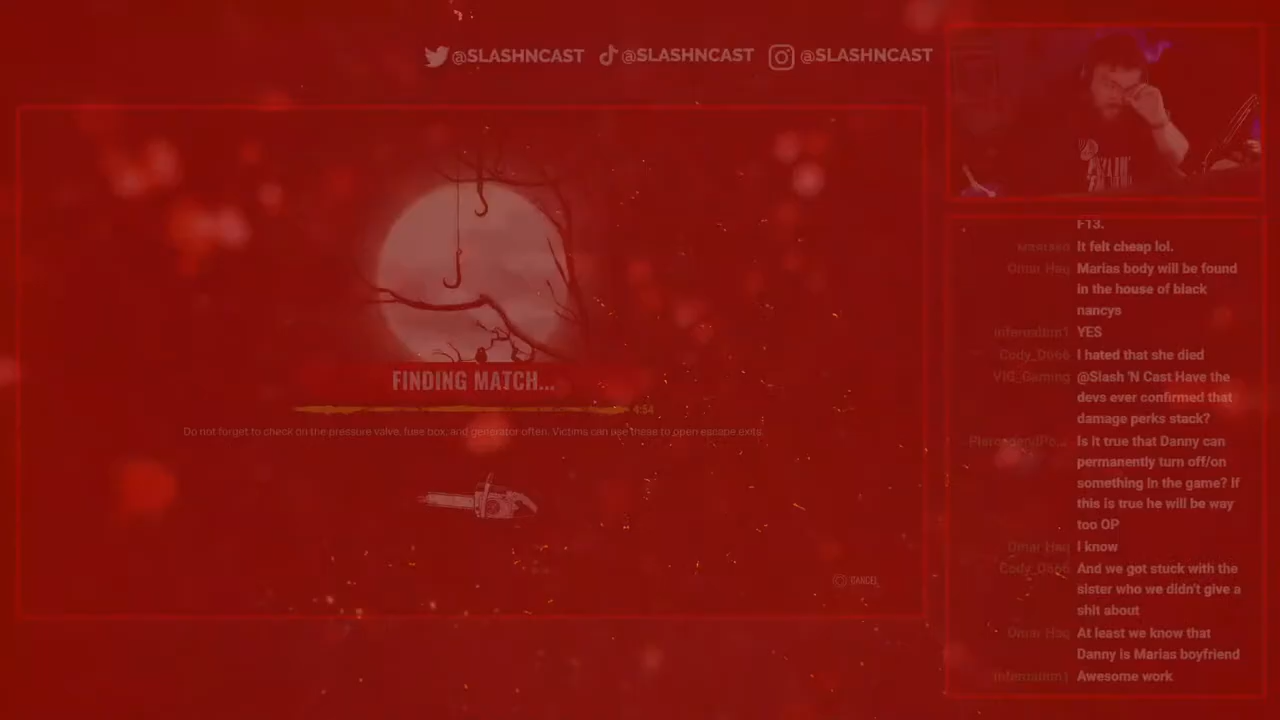 @SLASHNCAST @SLASHNCAST @SLASHNCAST
FINDING MATCH...
4:54
Do not forget to check on the pressure valve, fuse box, and generator often. Victims can use these to open escape exits.
CANCEL
F13.
It felt cheap lol.
Omar Haq Marias body will be found
in the house of black
nancys
YES
Cody_D666 I hated that she died
VIC_Gaming @Slash 'N Cast Have the
devs ever confirmed that
damage perks stack?
Is it true that Danny can
permanently turn off/on
something in the game? If
this is true he will be way
too OP
Omar Haq I know
Cody_D666 And we got stuck with the
sister who we didn't give a
shit about
Omar Haq At least we know that
Danny is Marias boyfriend
Awesome work